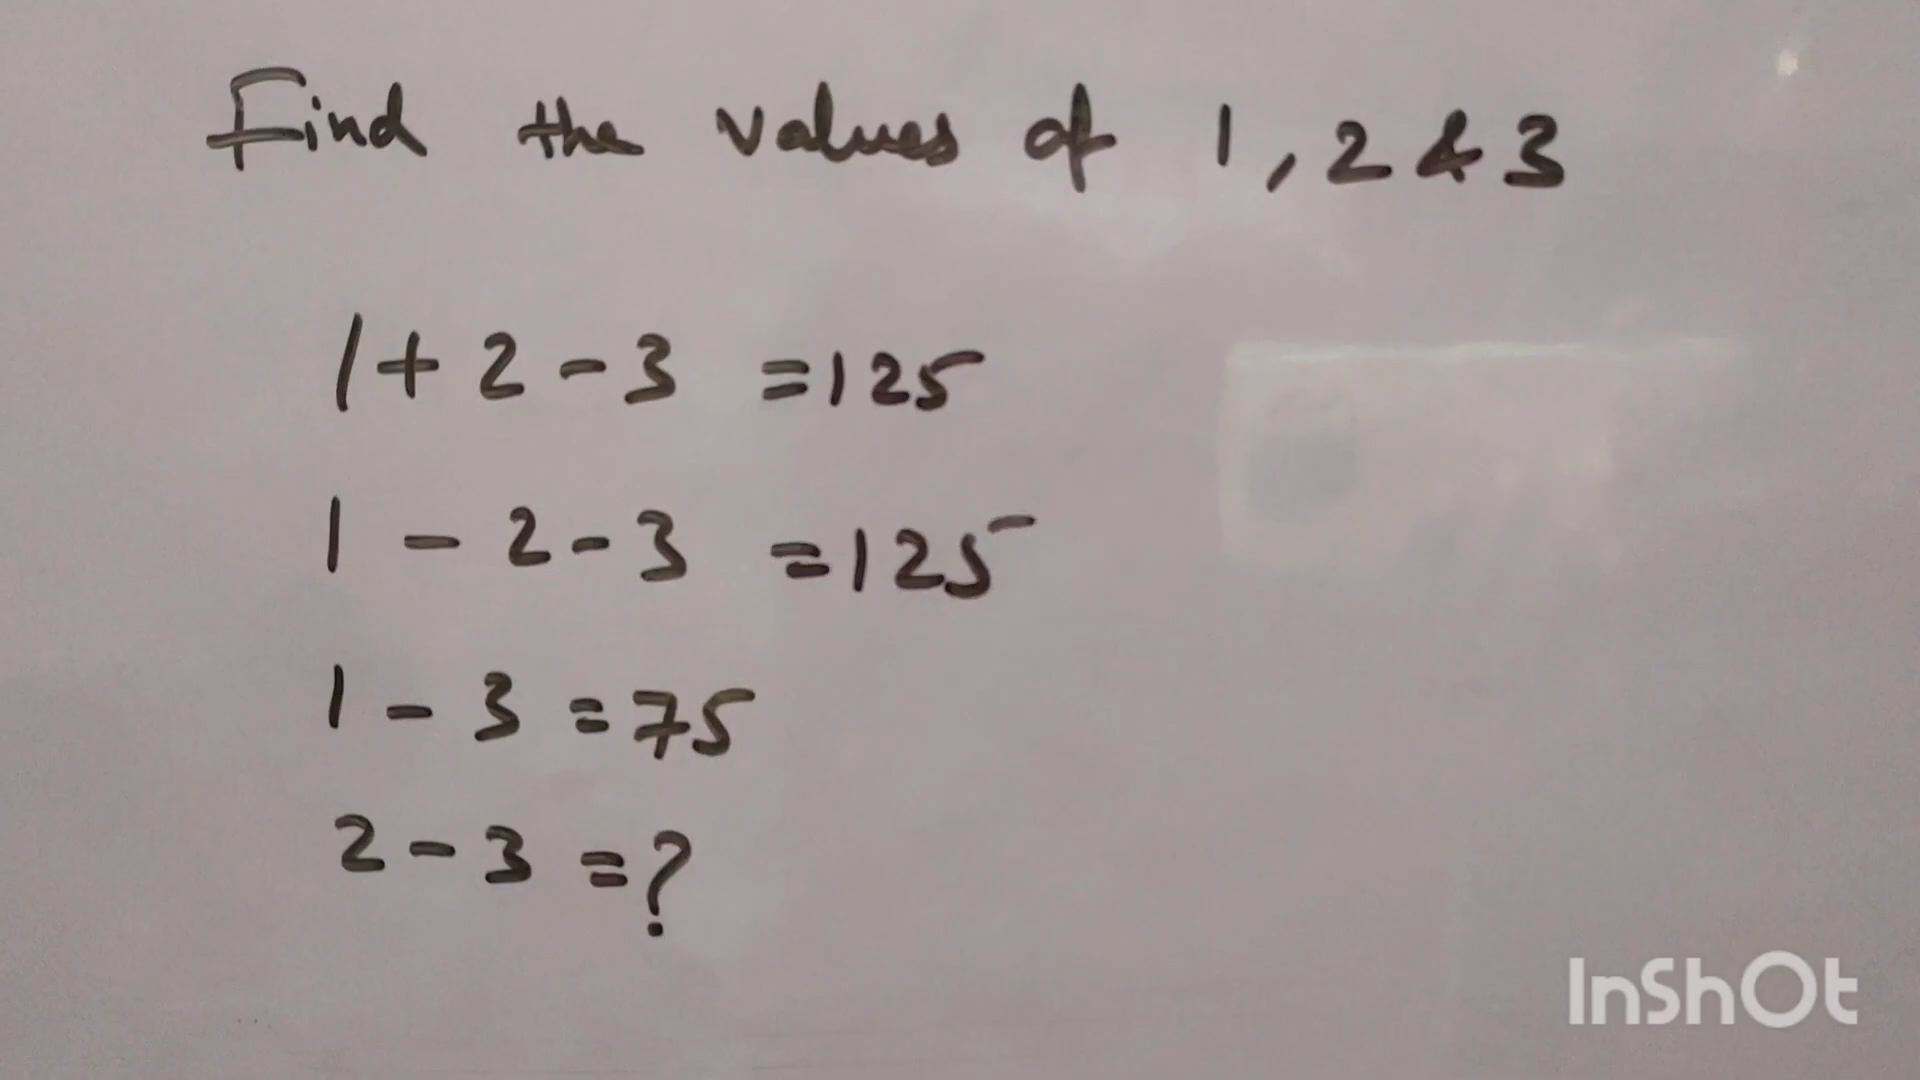 Find the values of 1, 2 & 3
1 + 2 - 3 = 125
1 - 2 - 3 = 125
1 - 3 = 75
2 - 3 = ?
InShOt